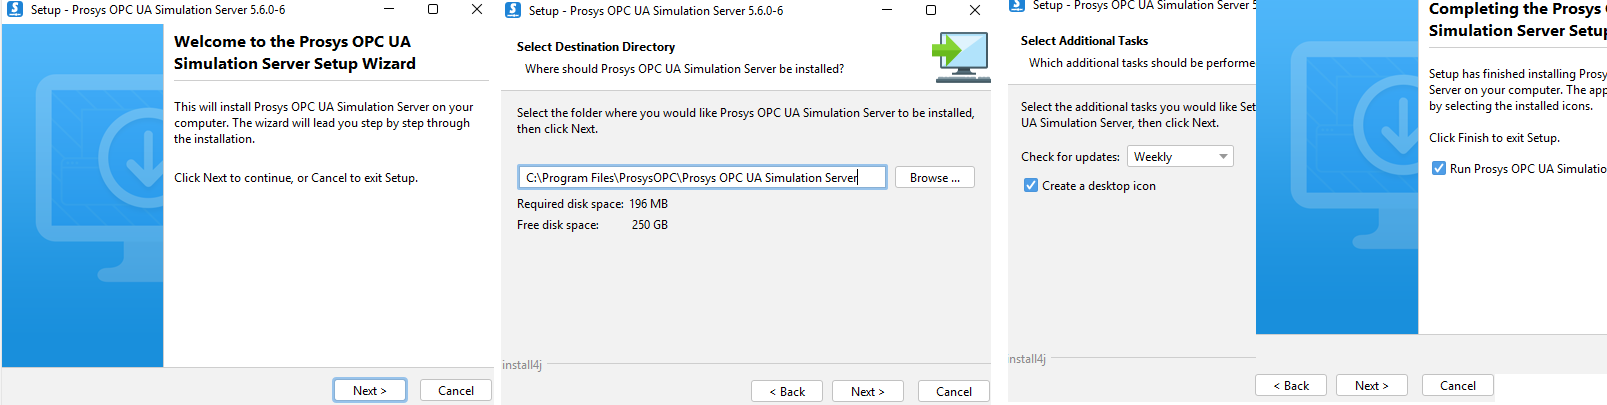 Setup - Prosys OPC UA Simulation Server 5.6.0-6
Welcome to the Prosys OPC UA
Simulation Server Setup Wizard
This will install Prosys OPC UA Simulation Server on your
computer. The wizard will lead you step by step through
the installation.
Click Next to continue, or Cancel to exit Setup.
Next >
Cancel
Setup - Prosys OPC UA Simulation Server 5.6.0-6
Select Destination Directory
Where should Prosys OPC UA Simulation Server be installed?
Select the folder where you would like Prosys OPC UA Simulation Server to be installed,
then click Next.
C:\Program Files\ProsysOPC\Prosys OPC UA Simulation Server
Browse ...
Required disk space: 196 MB
Free disk space: 250 GB
install4j
< Back
Next >
Cancel
Setup - Prosys OPC UA Simulation Server 5
Select Additional Tasks
Which additional tasks should be performe
Select the additional tasks you would like Set
UA Simulation Server, then click Next.
Check for updates: Weekly
Create a desktop icon
install4j
< Back
Next >
Cancel
Completing the Prosys
Simulation Server Setup
Setup has finished installing Prosy
Server on your computer. The app
by selecting the installed icons.
Click Finish to exit Setup.
Run Prosys OPC UA Simulatio